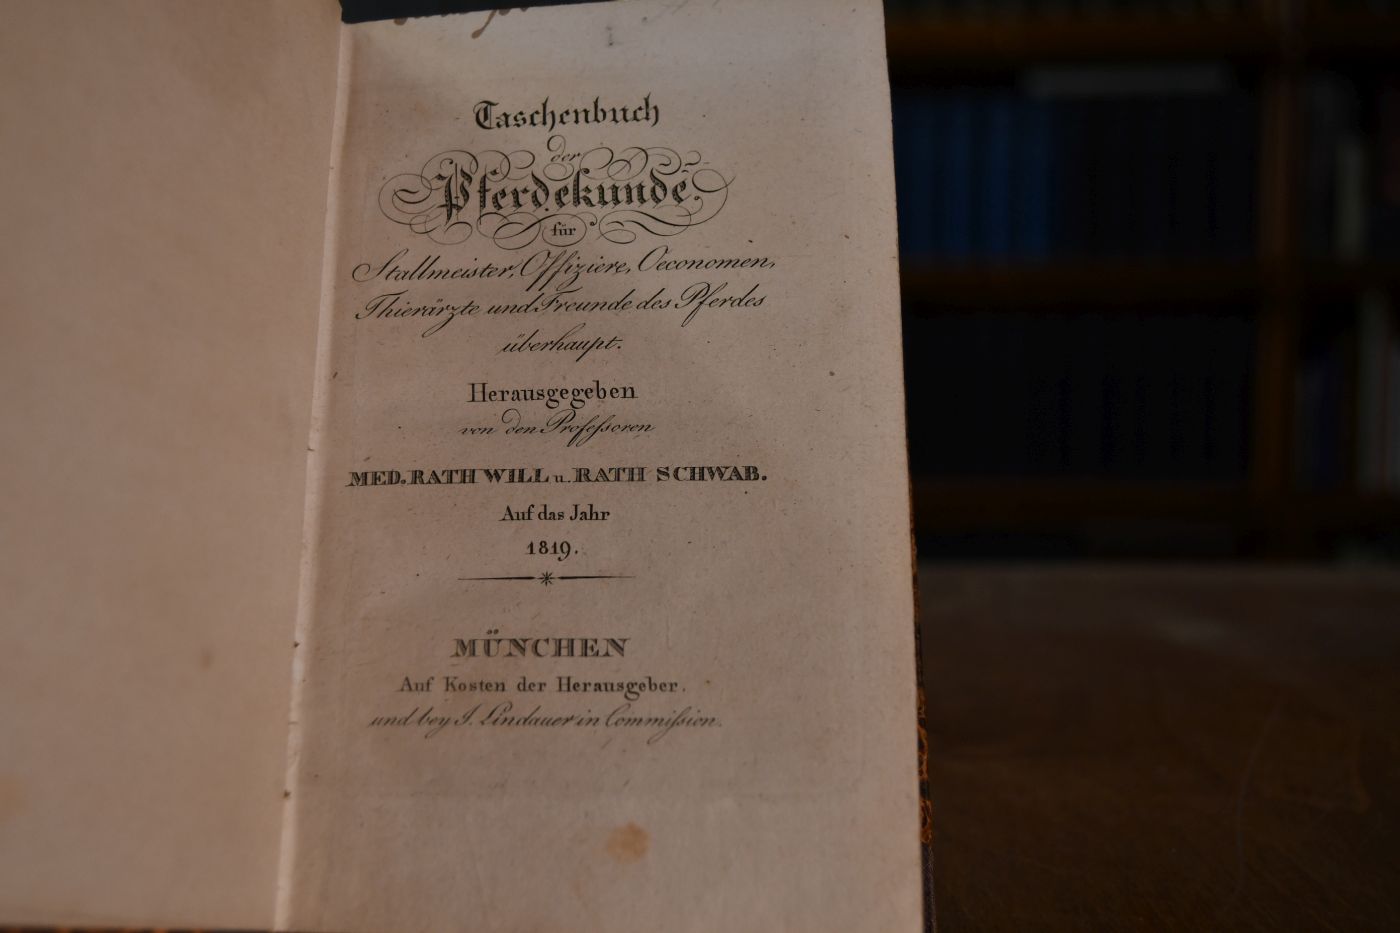 Taschenbuch
der
Pferdekunde.
für
Stallmeister, Offiziere, Oeconomen,
Thierärzte und Freunde des Pferdes
überhaupt.
Herausgegeben
von den Profeſsoren
MED. RATH WILL u. RATH SCHWAB.
Auf das Jahr
1819.
MÜNCHEN
Auf Kosten der Herausgeber.
und bey J. Lindauer in Commiſsion.